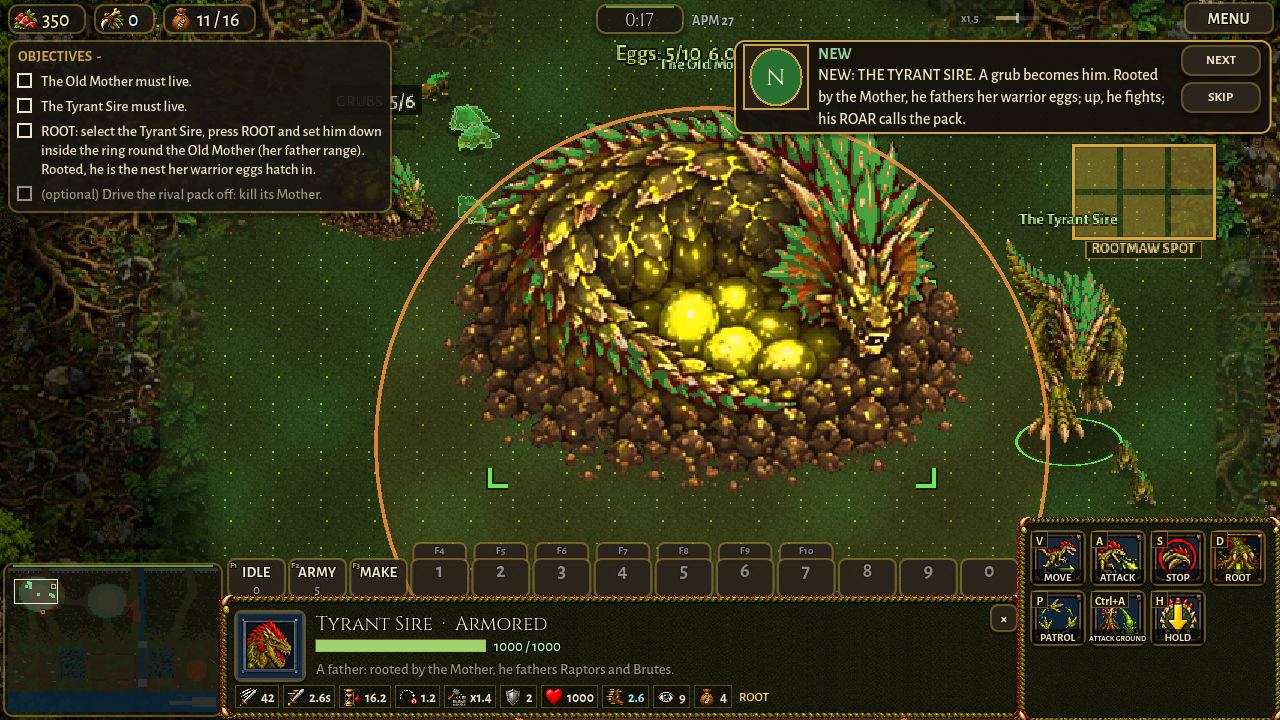 350
0
11 / 16
0:17
APM 27
x1.5
MENU
OBJECTIVES -
The Old Mother must live.
The Tyrant Sire must live.
ROOT: select the Tyrant Sire, press ROOT and set him down
inside the ring round the Old Mother (her father range).
Rooted, he is the nest her warrior eggs hatch in.
(optional) Drive the rival pack off: kill its Mother.
GRUBS 5/6
Eggs: 5/10 6.0
The Old Mo
N
NEW
NEW: THE TYRANT SIRE. A grub becomes him. Rooted
by the Mother, he fathers her warrior eggs; up, he fights;
his ROAR calls the pack.
NEXT
SKIP
The Tyrant Sire
ROOTMAW SPOT
F1 IDLE 0
F2 ARMY 5
F3 MAKE
F4 1
F5 2
F6 3
F7 4
F8 5
F9 6
F10 7
8
9
0
TYRANT SIRE · ARMORED
1000 / 1000
A father: rooted by the Mother, he fathers Raptors and Brutes.
42
2.6s
16.2
1.2
x1.4
2
1000
2.6
9
4
ROOT
×
V MOVE
A ATTACK
S STOP
D ROOT
P PATROL
Ctrl+A ATTACK GROUND
H HOLD